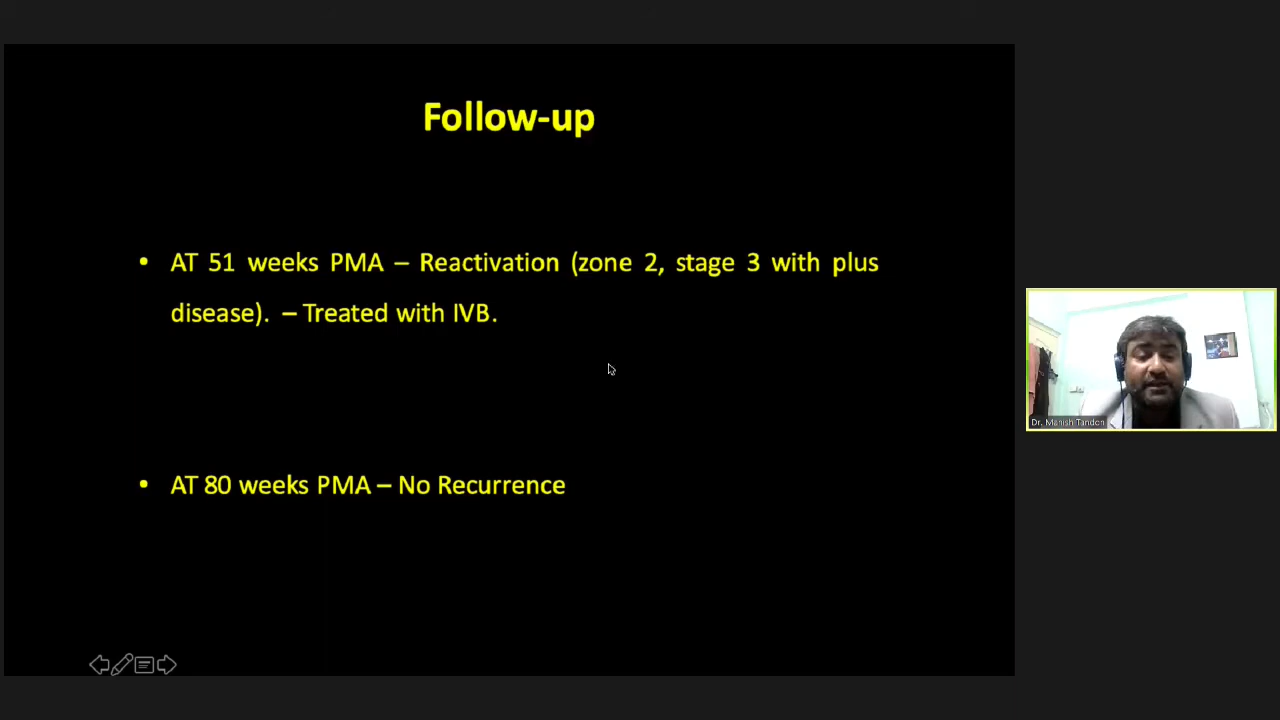 Follow-up
• AT 51 weeks PMA – Reactivation (zone 2, stage 3 with plus
disease). – Treated with IVB.
Dr. Manish Tandon
• AT 80 weeks PMA – No Recurrence